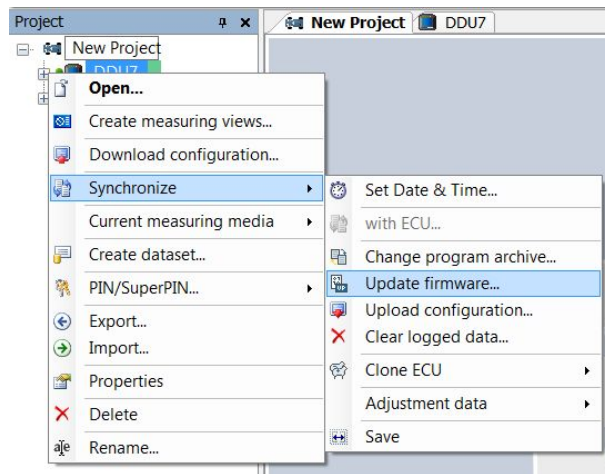 Project
New Project
DDU7
New Project
DDU7
Open...
Create measuring views...
Download configuration...
Synchronize
Current measuring media
Create dataset...
PIN/SuperPIN...
Export...
Import...
Properties
Delete
Rename...
Set Date & Time...
with ECU...
Change program archive...
Update firmware...
Upload configuration...
Clear logged data...
Clone ECU
Adjustment data
Save